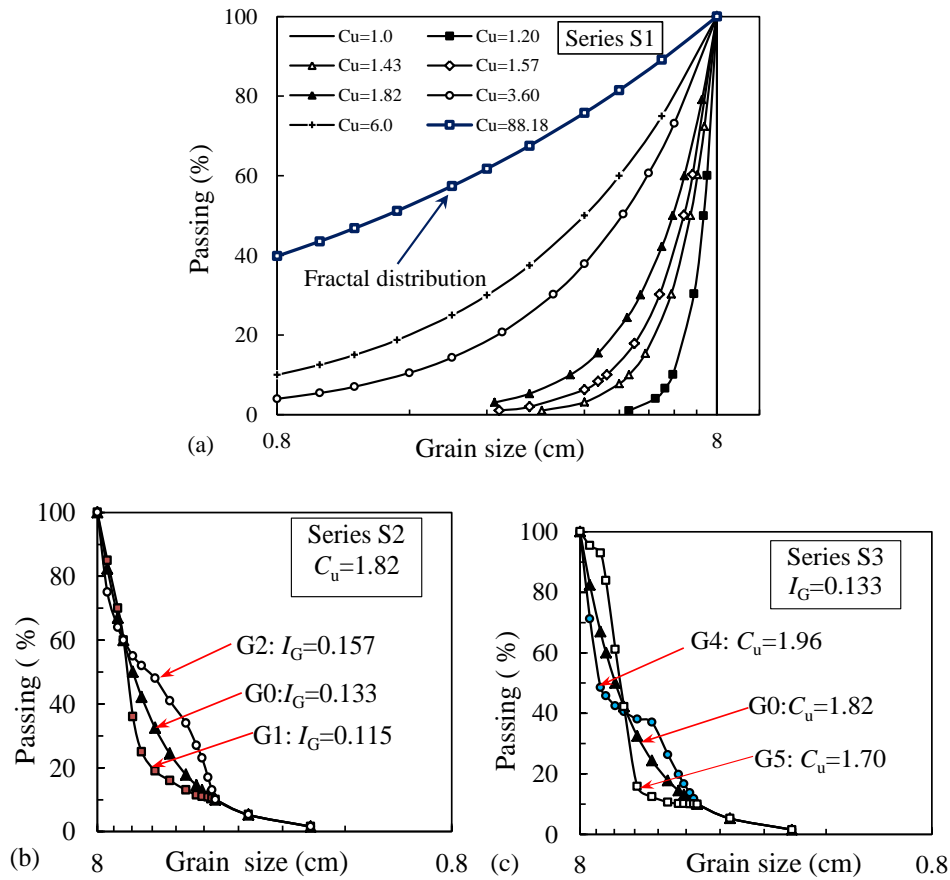 100
80
60
40
20
0
Passing (%)
Cu=1.0
Cu=1.20
Cu=1.43
Cu=1.57
Cu=1.82
Cu=3.60
Cu=6.0
Cu=88.18
Series S1
Fractal distribution
0.8
8
Grain size (cm)
(a)
100
80
60
40
20
0
Passing ( %)
Series S2
Cu=1.82
G2: IG=0.157
G0:IG=0.133
G1: IG=0.115
8
0.8
Grain size (cm)
(b)
100
80
60
40
20
0
Passing ( %)
Series S3
IG=0.133
G4: Cu=1.96
G0:Cu=1.82
G5: Cu=1.70
8
0.8
Grain size (cm)
(c)